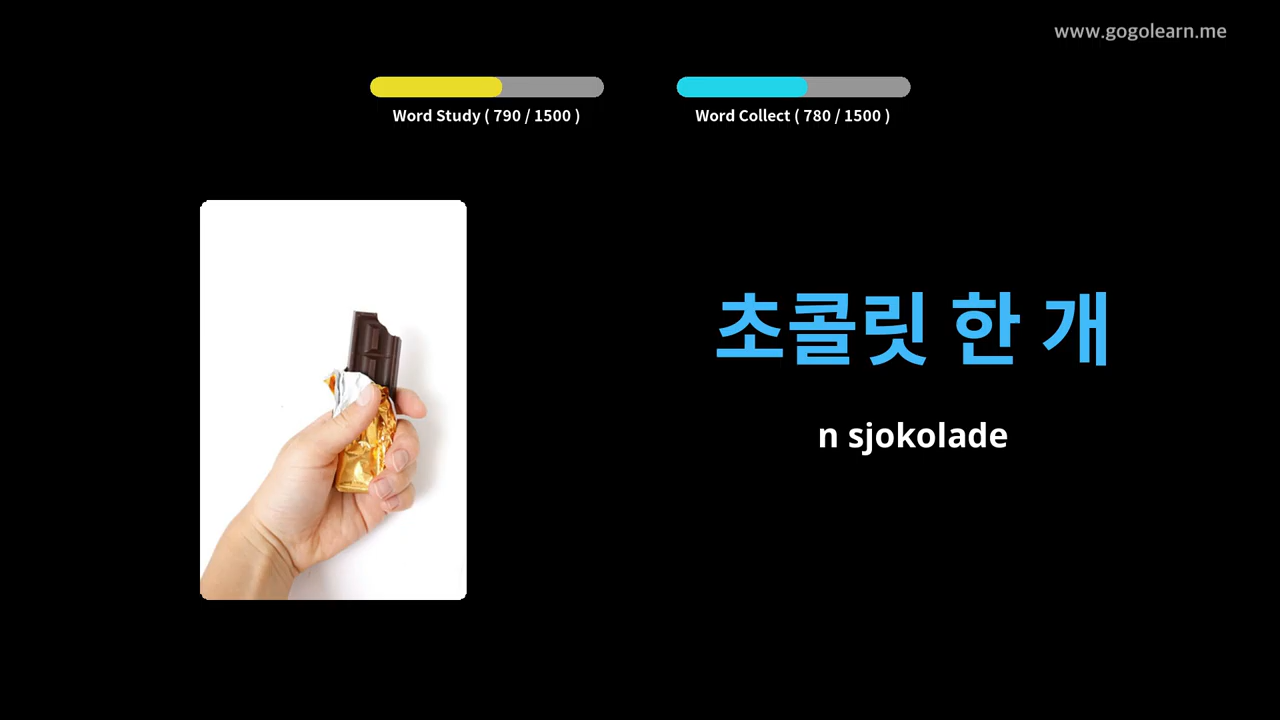 www.gogolearn.me
Word Study ( 790 / 1500 )
Word Collect ( 780 / 1500 )
초콜릿 한 개
n sjokolade